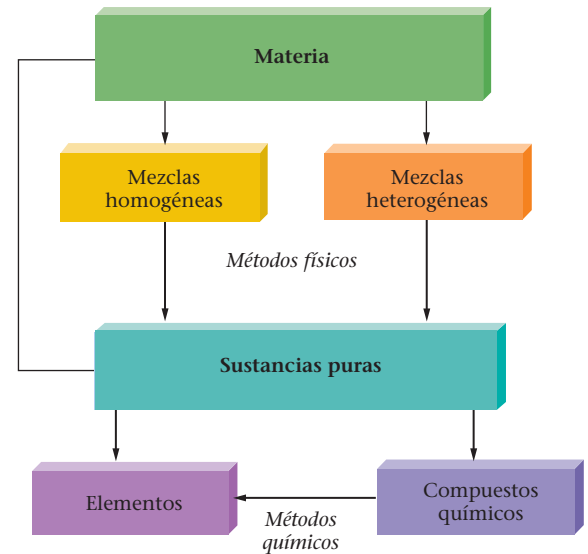 Materia
Mezclas
homogéneas
Mezclas
heterogéneas
Métodos físicos
Sustancias puras
Elementos
Compuestos
químicos
Métodos
químicos